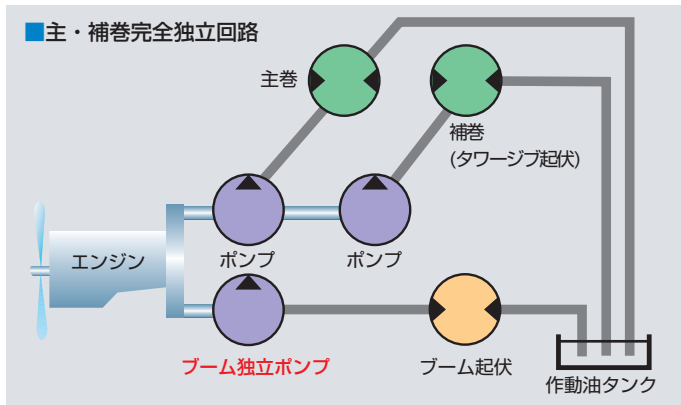 ■主・補巻完全独立回路
主巻
補巻
(タワージブ起伏)
エンジン
ポンプ
ポンプ
ブーム独立ポンプ
ブーム起伏
作動油タンク